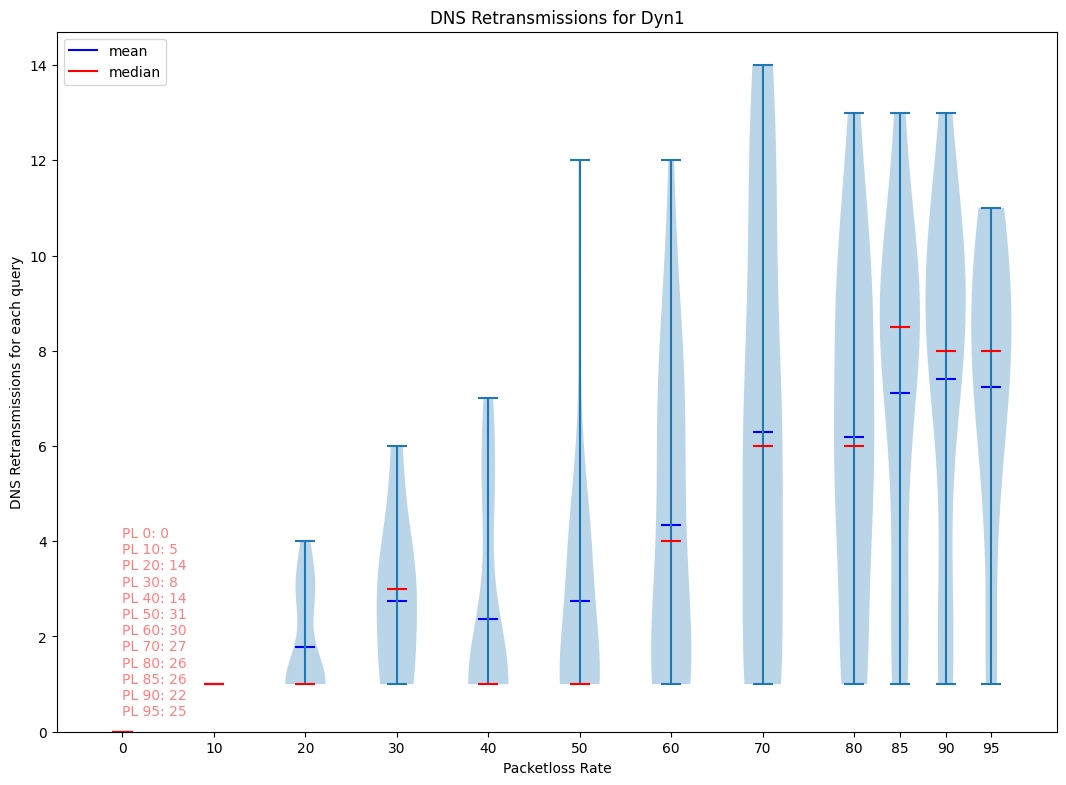 DNS Retransmissions for Dyn1
mean
median
DNS Retransmissions for each query
14
12
10
8
6
4
2
0
PL 0: 0
PL 10: 5
PL 20: 14
PL 30: 8
PL 40: 14
PL 50: 31
PL 60: 30
PL 70: 27
PL 80: 26
PL 85: 26
PL 90: 22
PL 95: 25
0 10 20 30 40 50 60 70 80 85 90 95
Packetloss Rate